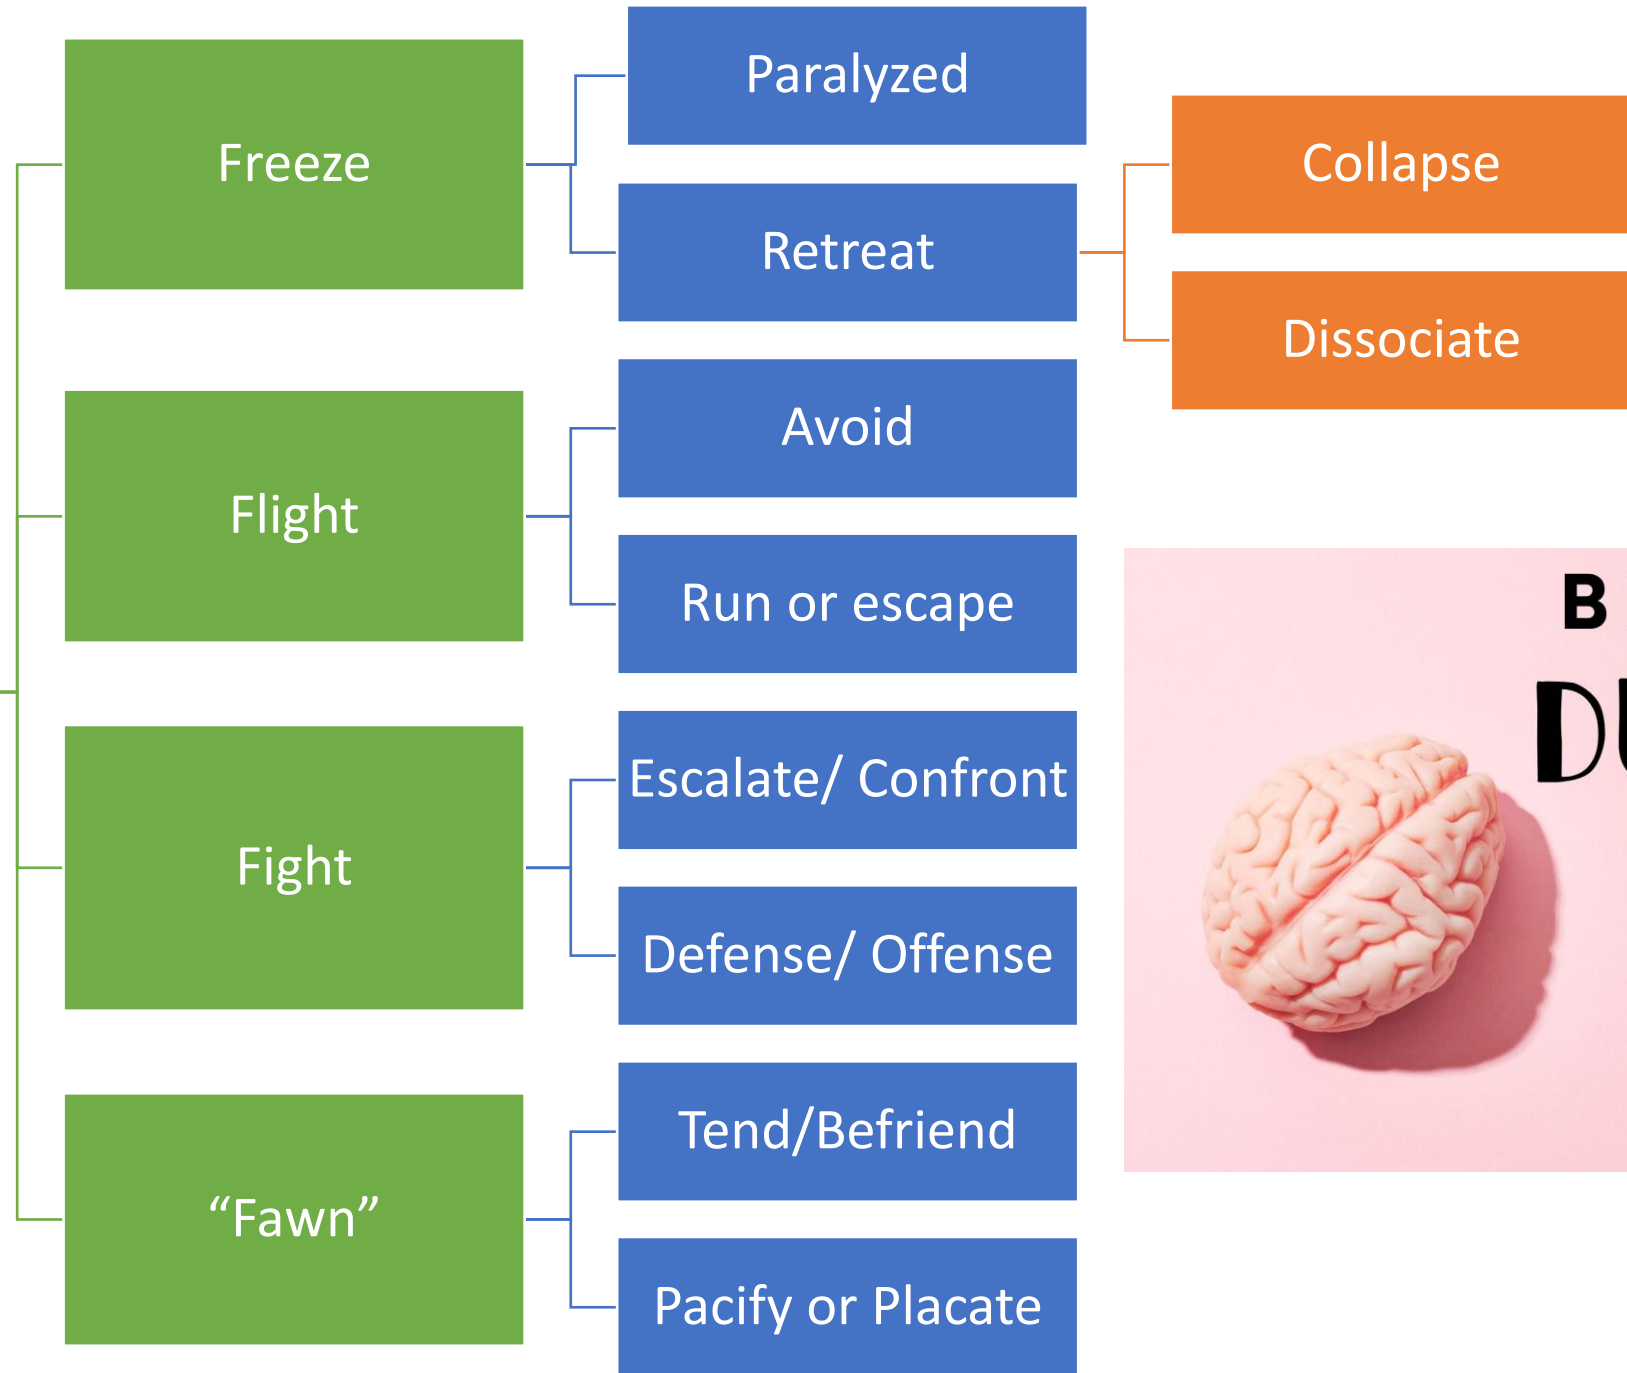 Freeze
Paralyzed
Retreat
Collapse
Dissociate
Flight
Avoid
Run or escape
Fight
Escalate/ Confront
Defense/ Offense
“Fawn”
Tend/Befriend
Pacify or Placate
B